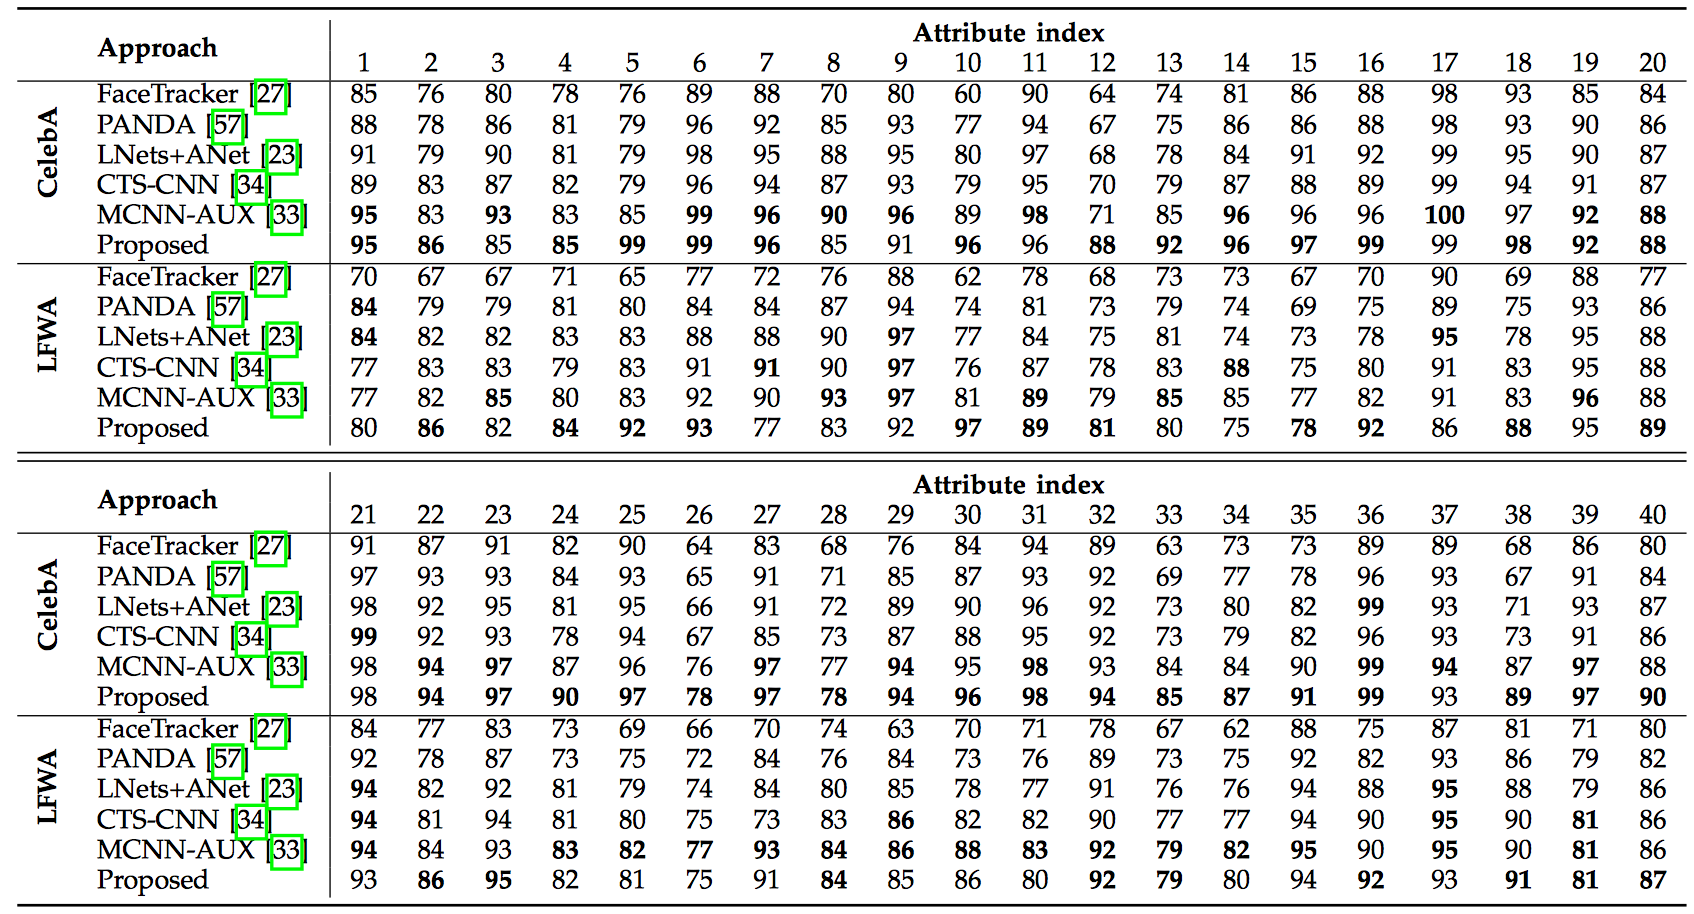 Approach Attribute index
1 2 3 4 5 6 7 8 9 10 11 12 13 14 15 16 17 18 19 20
CelebA
FaceTracker [27] 85 76 80 78 76 89 88 70 80 60 90 64 74 81 86 88 98 93 85 84
PANDA [57] 88 78 86 81 79 96 92 85 93 77 94 67 75 86 86 88 98 93 90 86
LNets+ANet [23] 91 79 90 81 79 98 95 88 95 80 97 68 78 84 91 92 99 95 90 87
CTS-CNN [34] 89 83 87 82 79 96 94 87 93 79 95 70 79 87 88 89 99 94 91 87
MCNN-AUX [33] 95 83 93 83 85 99 96 90 96 89 98 71 85 96 96 96 100 97 92 88
Proposed 95 86 85 85 99 99 96 85 91 96 96 88 92 96 97 99 99 98 92 88
LFWA
FaceTracker [27] 70 67 67 71 65 77 72 76 88 62 78 68 73 73 67 70 90 69 88 77
PANDA [57] 84 79 79 81 80 84 84 87 94 74 81 73 79 74 69 75 89 75 93 86
LNets+ANet [23] 84 82 82 83 83 88 88 90 97 77 84 75 81 74 73 78 95 78 95 88
CTS-CNN [34] 77 83 83 79 83 91 91 90 97 76 87 78 83 88 75 80 91 83 95 88
MCNN-AUX [33] 77 82 85 80 83 92 90 93 97 81 89 79 85 85 77 82 91 83 96 88
Proposed 80 86 82 84 92 93 77 83 92 97 89 81 80 75 78 92 86 88 95 89
Approach Attribute index
21 22 23 24 25 26 27 28 29 30 31 32 33 34 35 36 37 38 39 40
CelebA
FaceTracker [27] 91 87 91 82 90 64 83 68 76 84 94 89 63 73 73 89 89 68 86 80
PANDA [57] 97 93 93 84 93 65 91 71 85 87 93 92 69 77 78 96 93 67 91 84
LNets+ANet [23] 98 92 95 81 95 66 91 72 89 90 96 92 73 80 82 99 93 71 93 87
CTS-CNN [34] 99 92 93 78 94 67 85 73 87 88 95 92 73 79 82 96 93 73 91 86
MCNN-AUX [33] 98 94 97 87 96 76 97 77 94 95 98 93 84 84 90 99 94 87 97 88
Proposed 98 94 97 90 97 78 97 78 94 96 98 94 85 87 91 99 93 89 97 90
LFWA
FaceTracker [27] 84 77 83 73 69 66 70 74 63 70 71 78 67 62 88 75 87 81 71 80
PANDA [57] 92 78 87 73 75 72 84 76 84 73 76 89 73 75 92 82 93 86 79 82
LNets+ANet [23] 94 82 92 81 79 74 84 80 85 78 77 91 76 76 94 88 95 88 79 86
CTS-CNN [34] 94 81 94 81 80 75 73 83 86 82 82 90 77 77 94 90 95 90 81 86
MCNN-AUX [33] 94 84 93 83 82 77 93 84 86 88 83 92 79 82 95 90 95 90 81 86
Proposed 93 86 95 82 81 75 91 84 85 86 80 92 79 80 94 92 93 91 81 87